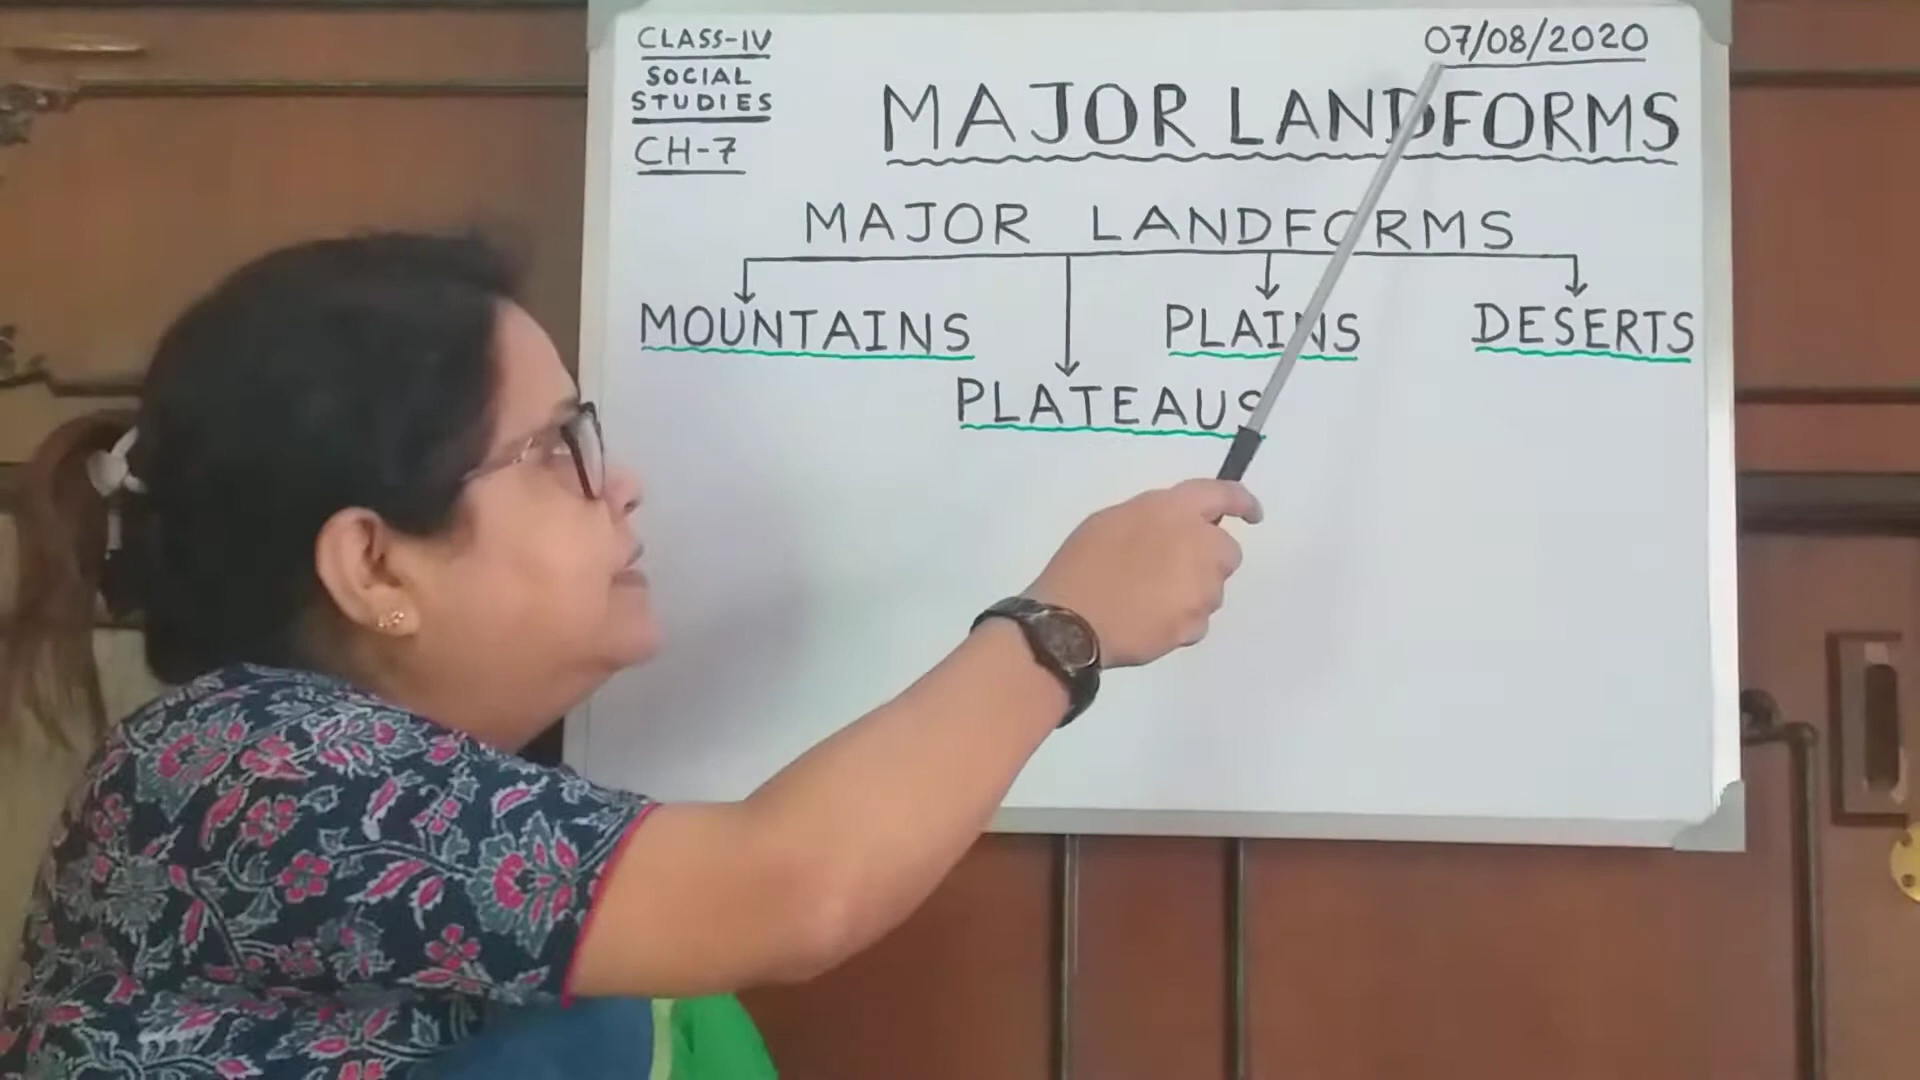 CLASS-IV
SOCIAL
STUDIES
CH-7
07/08/2020
MAJOR LANDFORMS
MAJOR LANDFORMS
MOUNTAINS
PLATEAUS
PLAINS
DESERTS